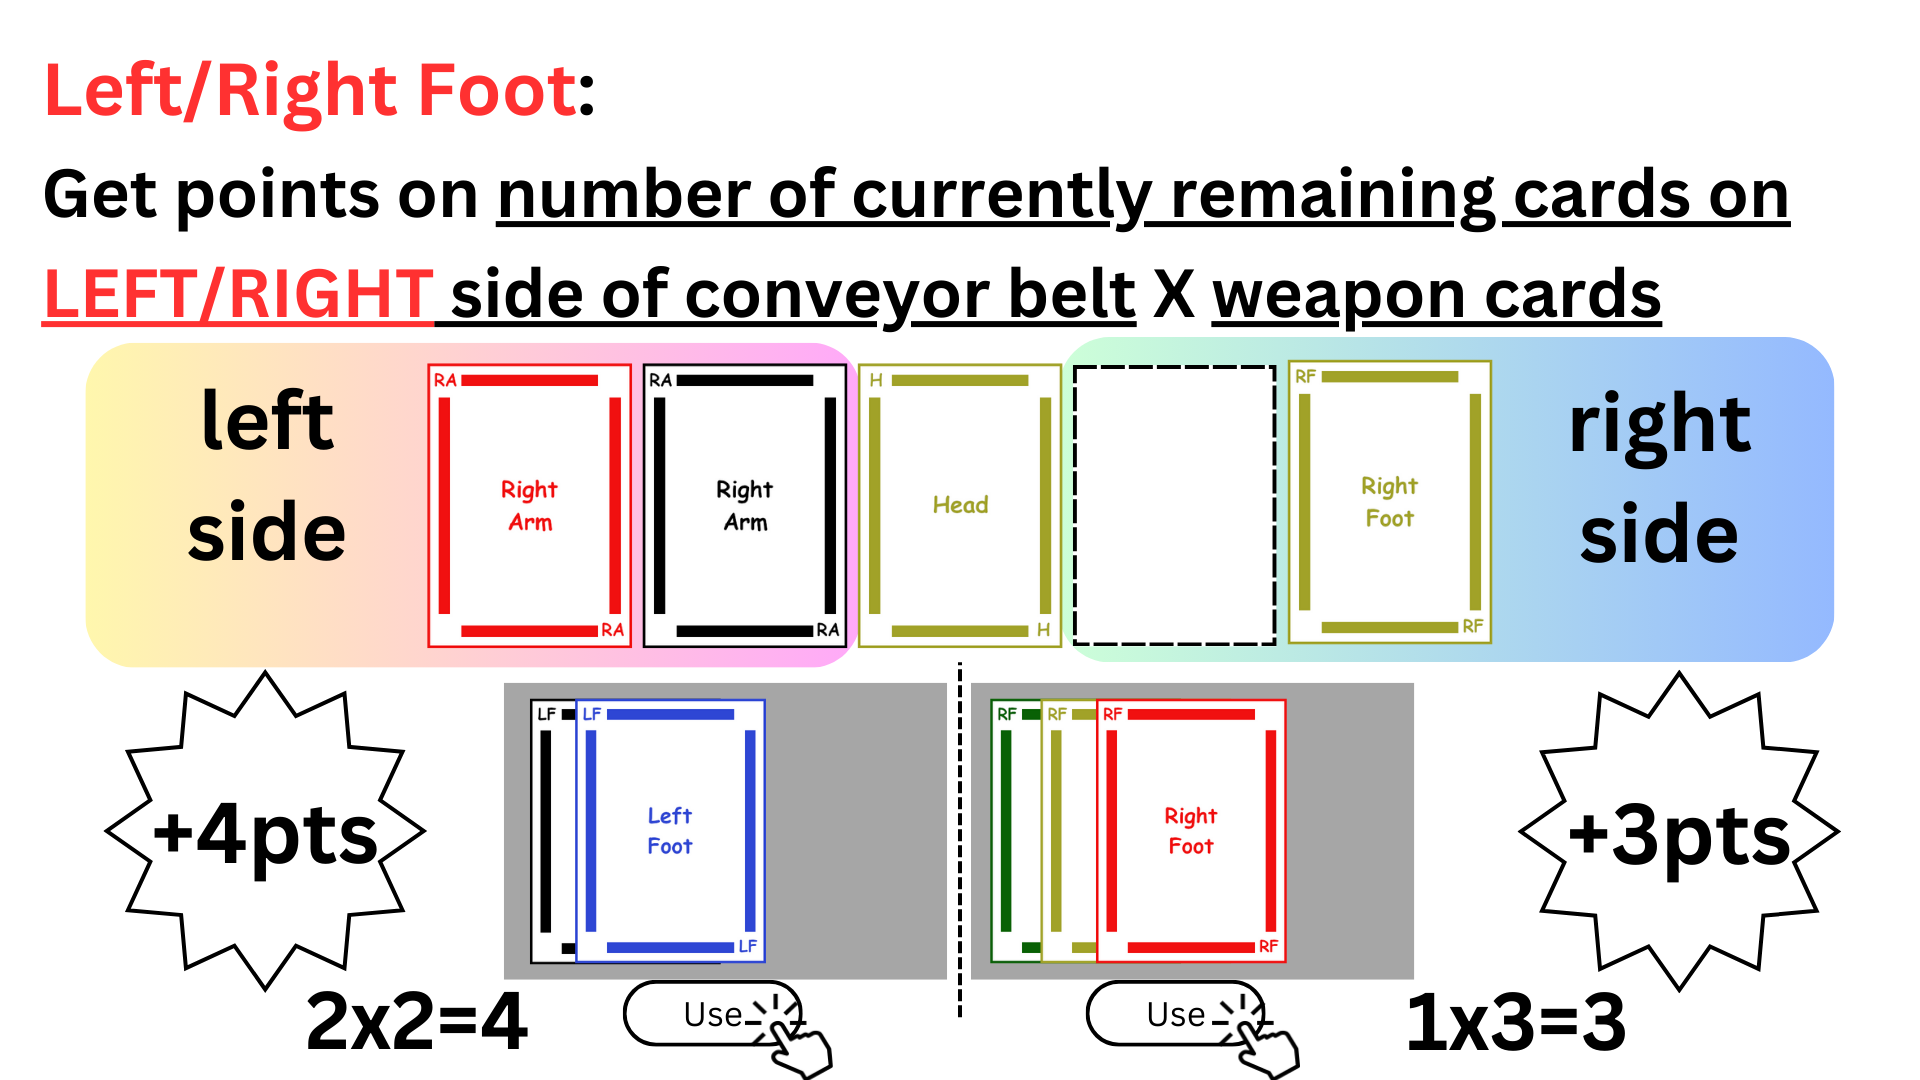 Left/Right Foot:
Get points on number of currently remaining cards on
LEFT/RIGHT side of conveyor belt X weapon cards
left
side
RA
Right
Arm
RA
RA
Right
Arm
RA
H
Head
H
RF
Right
Foot
RF
right
side
+4pts
LF
LF
Left
Foot
LF
RF
RF
RF
Right
Foot
RF
+3pts
2x2=4
Use
Use
1x3=3